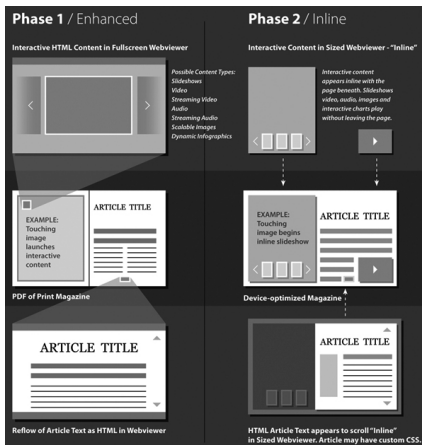 Phase 1 / Enhanced
Interactive HTML Content in Fullscreen Webviewer
Possible Content Types:
Slideshows
Video
Streaming Video
Audio
Streaming Audio
Scalable Images
Dynamic Infographics
EXAMPLE:
Touching
image
launches
interactive
content
ARTICLE TITLE
PDF of Print Magazine
ARTICLE TITLE
Reflow of Article Text as HTML in Webviewer
Phase 2 / Inline
Interactive Content in Sized Webviewer - "Inline"
Interactive content
appears inline with the
page beneath. Slideshows
video, audio, images and
interactive charts play
without leaving the page.
EXAMPLE:
Touching
image begins
inline slideshow
ARTICLE TITLE
Device-optimized Magazine
ARTICLE TITLE
HTML Article Text appears to scroll "Inline"
in Sized Webviewer. Article may have custom CSS.